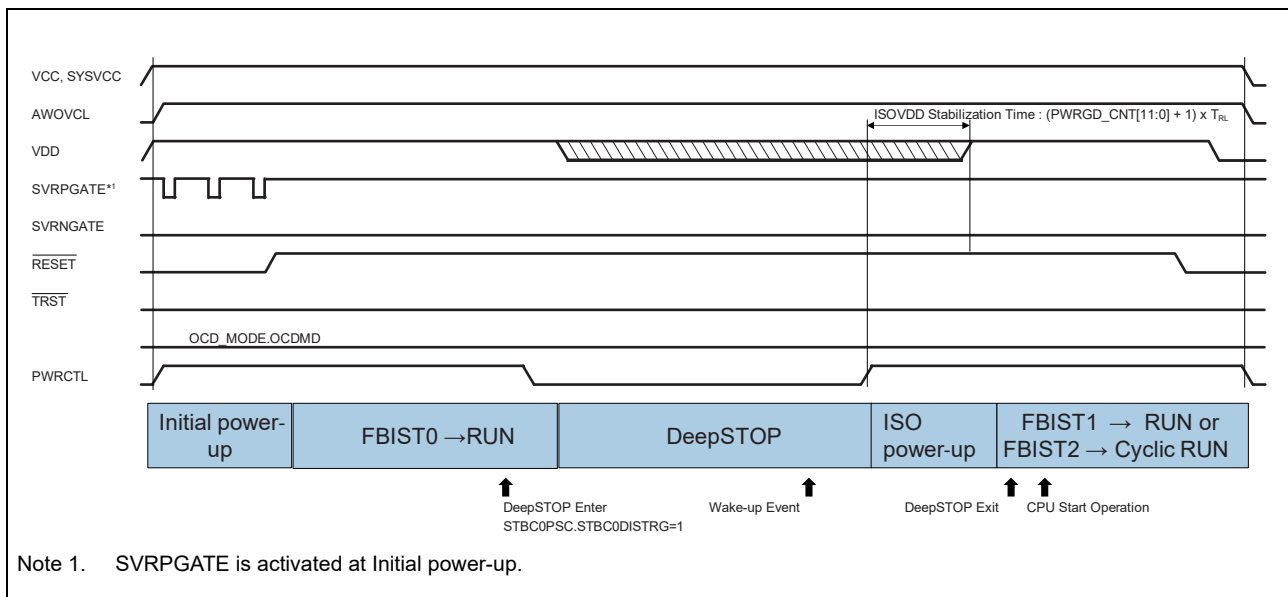 VCC, SYSVCC
AWOVCL
ISOVDD Stabilization Time : (PWRGD_CNT[11:0] + 1) x TRL
VDD
SVRPGATE*1
SVRNGATE
RESET
TRST
OCD_MODE.OCDMD
PWRCTL
Initial power-
up
FBIST0 →RUN
DeepSTOP
ISO
power-up
FBIST1 → RUN or
FBIST2 → Cyclic RUN
DeepSTOP Enter
STBC0PSC.STBC0DISTRG=1
Wake-up Event
DeepSTOP Exit
CPU Start Operation
Note 1. SVRPGATE is activated at Initial power-up.